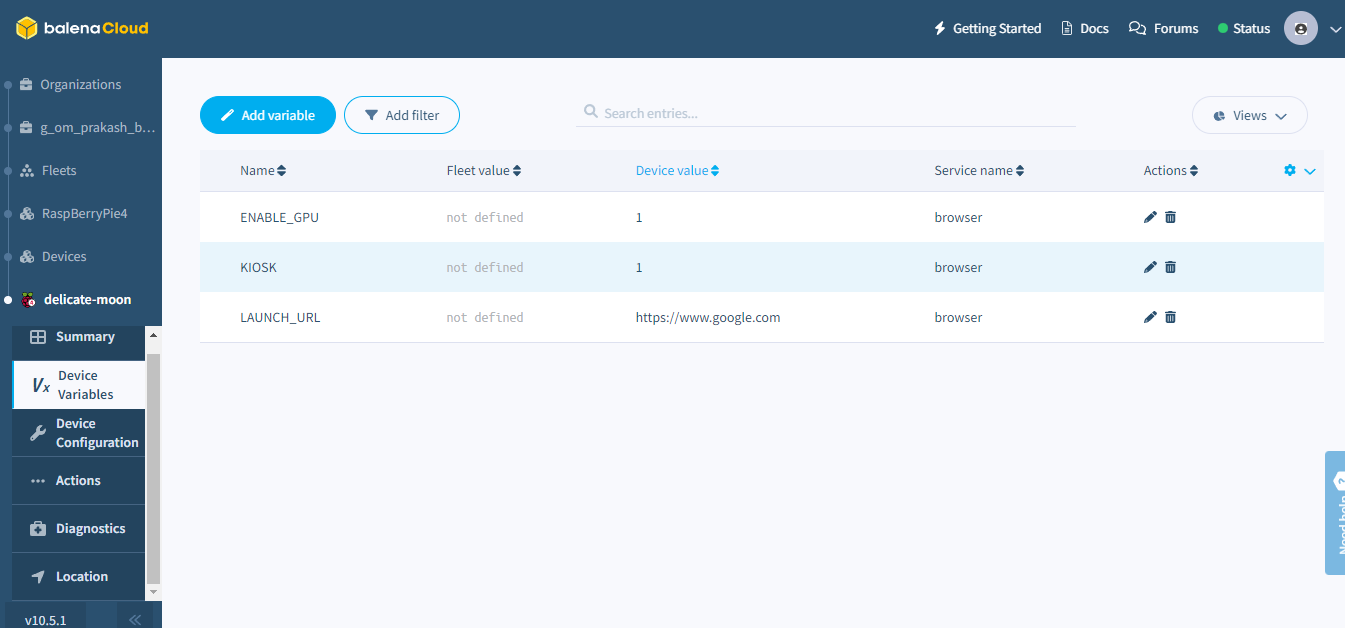 balenaCloud
Getting Started
Docs
Forums
Status
Organizations
g_om_prakash_b...
Fleets
RaspBerryPie4
Devices
delicate-moon
Summary
Vx
Device
Variables
Device
Configuration
Actions
Diagnostics
Location
v10.5.1
Add variable
Add filter
Search entries...
Views
Name Fleet value Device value Service name Actions
ENABLE_GPU not defined 1 browser
KIOSK not defined 1 browser
LAUNCH_URL not defined https://www.google.com browser
Need help